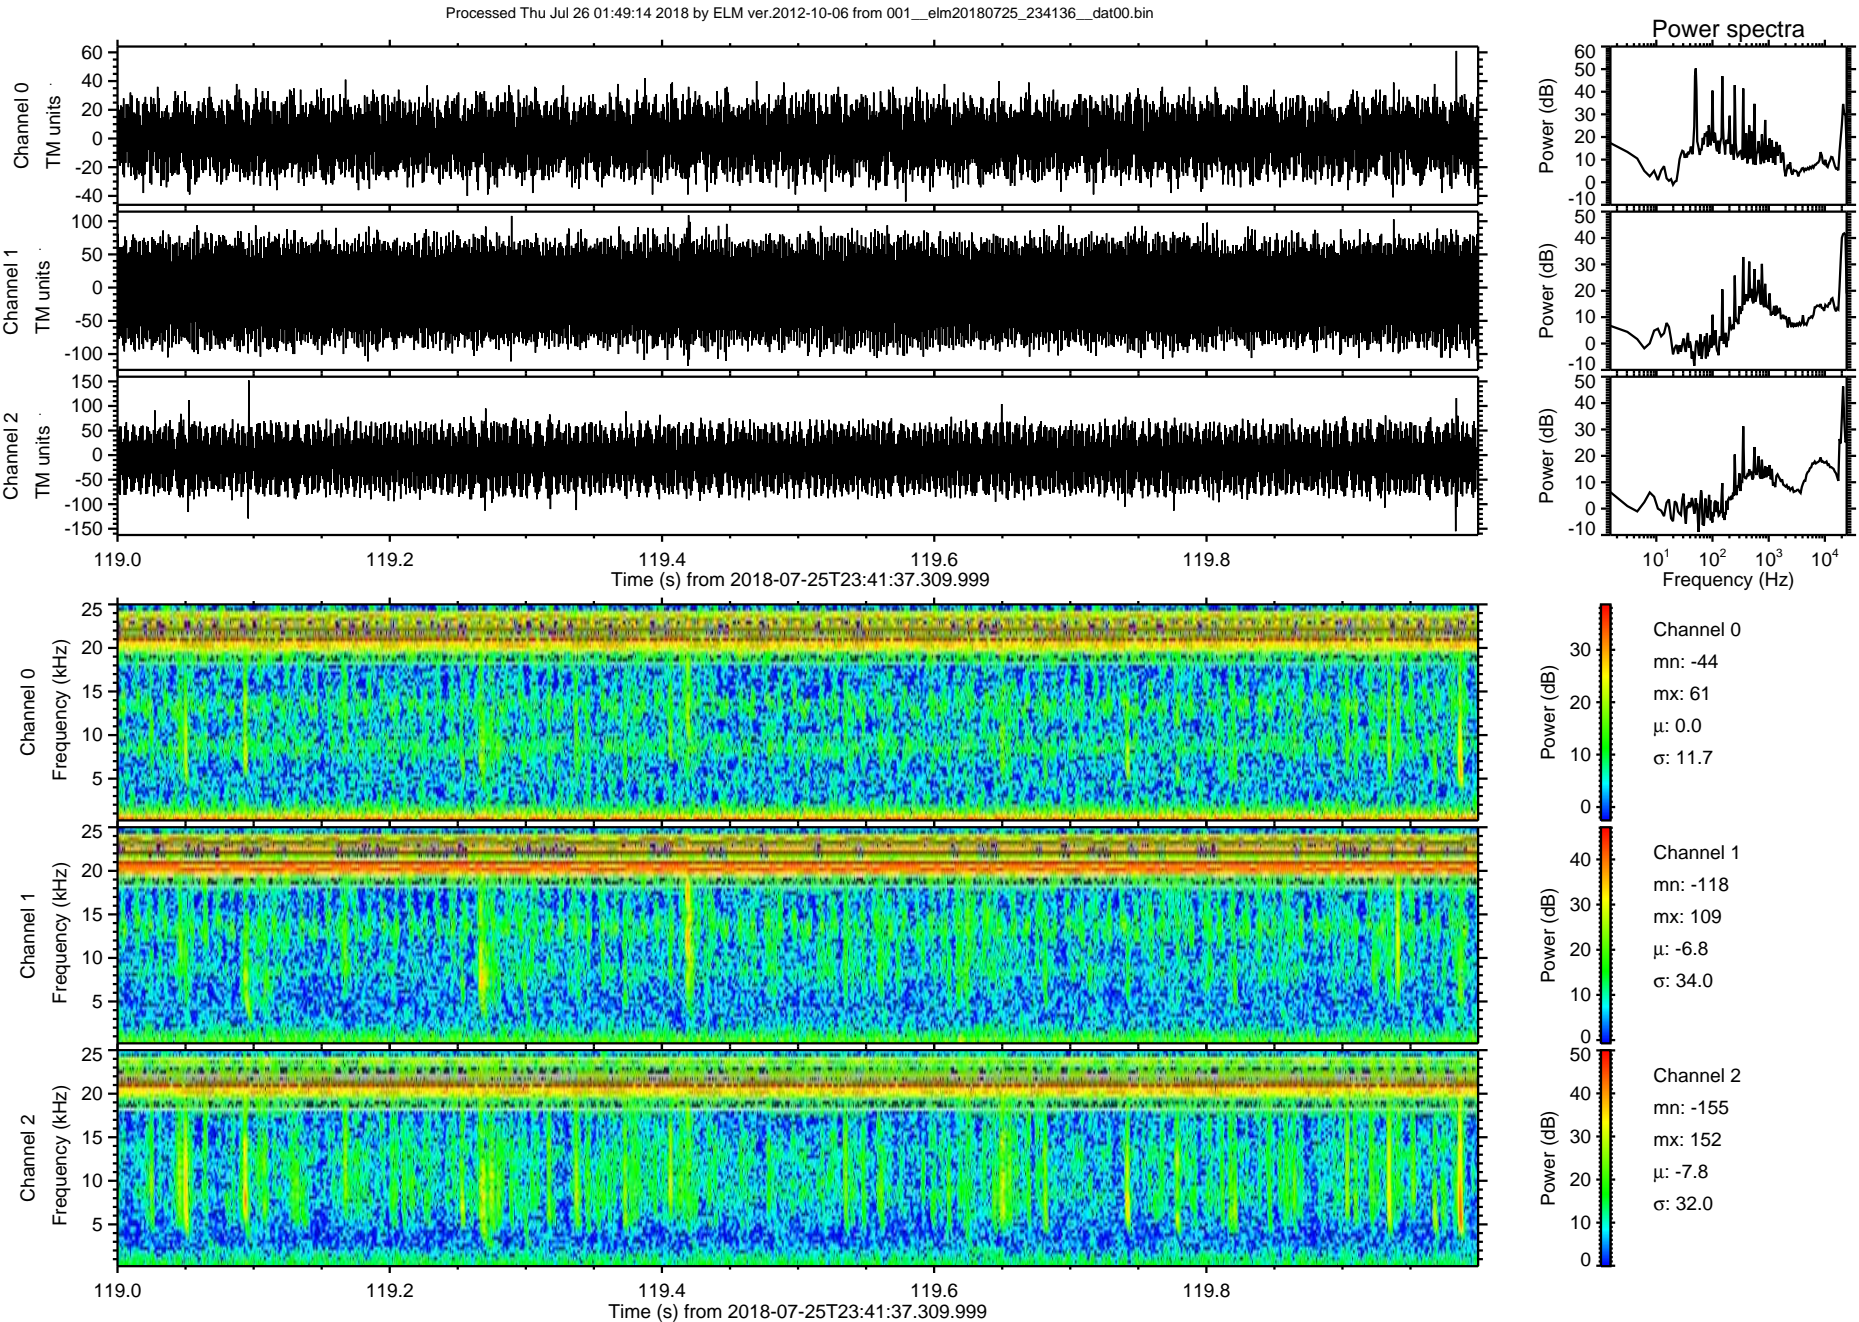 Processed Thu Jul 26 01:49:14 2018 by ELM ver.2012-10-06 from 001__elm20180725_234136__dat00.bin
Power spectra
Channel 0
TM units
60
40
20
0
-20
-40
Power (dB)
60
50
40
30
20
10
0
-10
Channel 1
TM units
100
50
0
-50
-100
Power (dB)
50
40
30
20
10
0
-10
Channel 2
TM units
150
100
50
0
-50
-100
-150
Power (dB)
50
40
30
20
10
0
-10
119.0 119.2 119.4 119.6 119.8
Time (s) from 2018-07-25T23:41:37.309.999
10¹ 10² 10³ 10⁴
Frequency (Hz)
Channel 0
Frequency (kHz)
25
20
15
10
5
Power (dB)
30
20
10
0
Channel 0
mn: -44
mx: 61
μ: 0.0
σ: 11.7
Channel 1
Frequency (kHz)
25
20
15
10
5
Power (dB)
40
30
20
10
0
Channel 1
mn: -118
mx: 109
μ: -6.8
σ: 34.0
Channel 2
Frequency (kHz)
25
20
15
10
5
Power (dB)
50
40
30
20
10
0
Channel 2
mn: -155
mx: 152
μ: -7.8
σ: 32.0
119.0 119.2 119.4 119.6 119.8
Time (s) from 2018-07-25T23:41:37.309.999